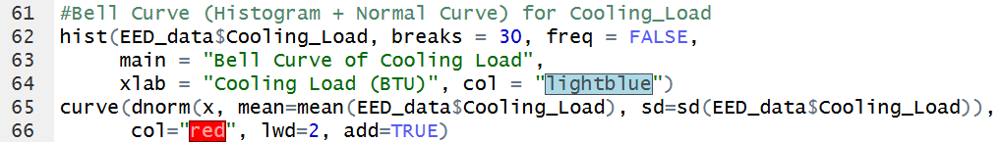 61 #Bell Curve (Histogram + Normal Curve) for Cooling_Load
62 hist(EED_data$Cooling_Load, breaks = 30, freq = FALSE,
63      main = "Bell Curve of Cooling Load",
64      xlab = "Cooling Load (BTU)", col = "lightblue")
65 curve(dnorm(x, mean=mean(EED_data$Cooling_Load), sd=sd(EED_data$Cooling_Load)),
66       col="red", lwd=2, add=TRUE)